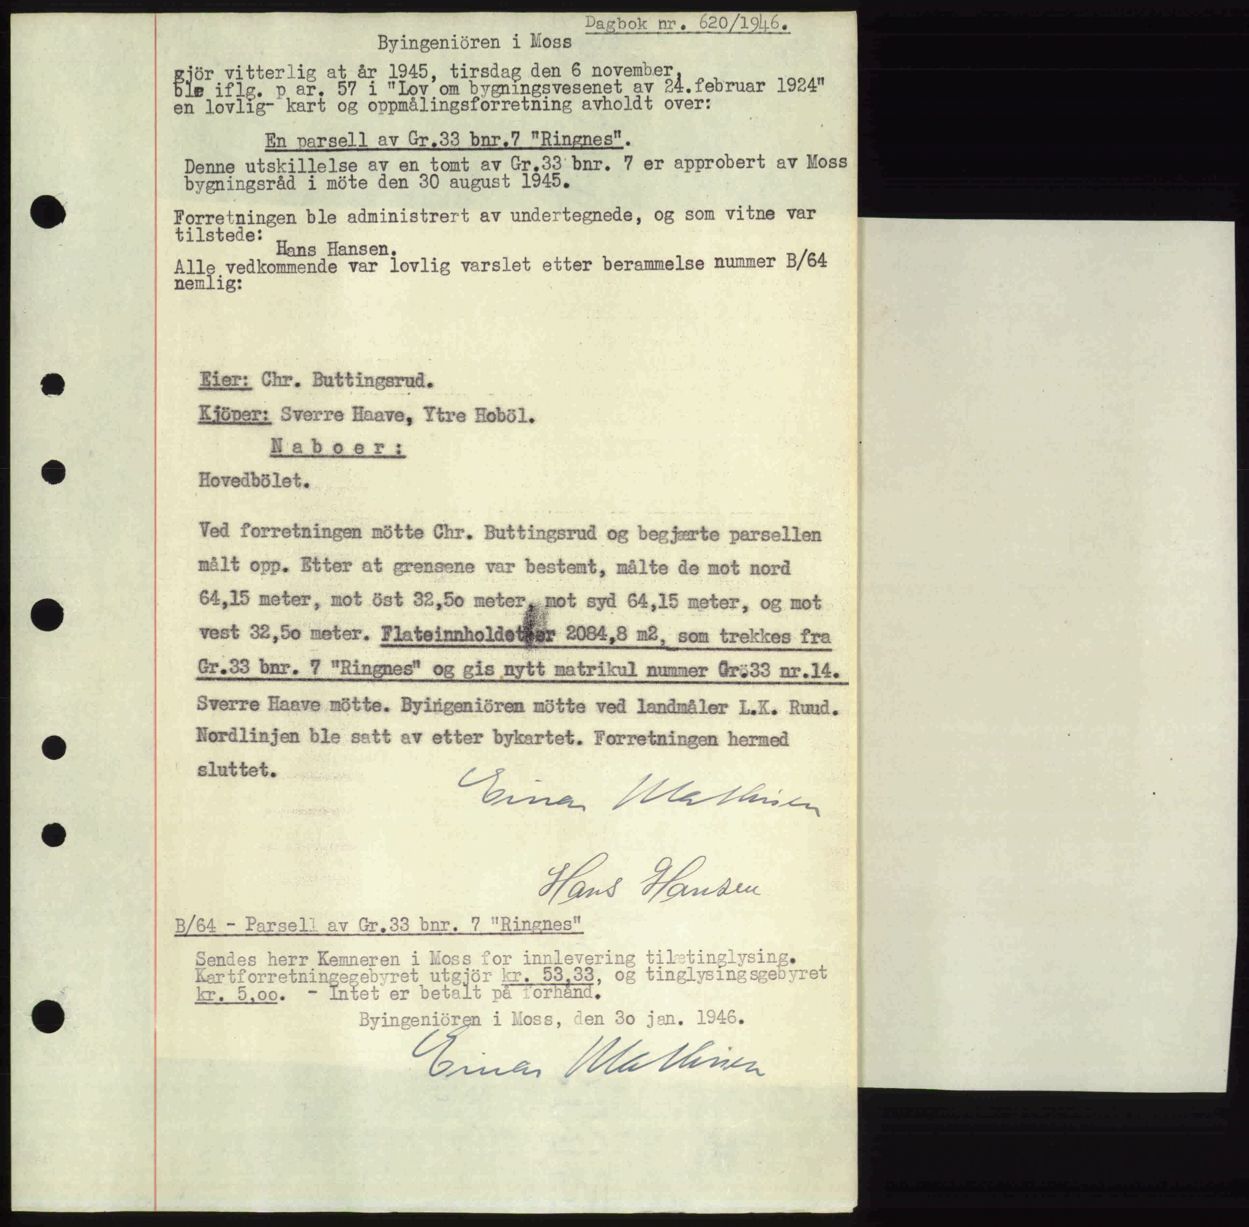 Dagbok nr. 620/1946.
Byingeniören i Moss
gjör vitterlig at år 1945, tirsdag den 6 november,
ble iflg. p ar. 57 i "Lov om bygningsvesenet av 24.februar 1924"
en lovlig- kart og oppmålingsforretning avholdt over:
En parsell av Gr.33 bnr.7 "Ringnes".
Denne utskillelse av en tomt av Gr.33 bnr. 7 er approbert av Moss
bygningsråd i möte den 30 august 1945.
Forretningen ble administrert av undertegnede, og som vitne var
tilstede:
Hans Hansen.
Alle vedkommende var lovlig varslet etter berammelse nummer B/64
nemlig:
Eier: Chr. Buttingsrud.
Kjöper: Sverre Haave, Ytre Hoböl.
Naboer:
Hovedbölet.
Ved forretningen mötte Chr. Buttingsrud og begjærte parsellen
målt opp. Etter at grensene var bestemt, målte de mot nord
64,15 meter, mot öst 32,5o meter, mot syd 64,15 meter, og mot
vest 32,5o meter. Flateinnholdet er 2084,8 m2, som trekkes fra
Gr.33 bnr. 7 "Ringnes" og gis nytt matrikul nummer Gr.33 nr.14.
Sverre Haave mötte. Byingeniören mötte ved landmåler L.K. Ruud.
Nordlinjen ble satt av etter bykartet. Forretningen hermed
sluttet.
Einar Mathisen
Hans Hansen
B/64 - Parsell av Gr.33 bnr. 7 "Ringnes"
Sendes herr Kemneren i Moss for innlevering til tinglysing.
Kartforretningegebyret utgjör kr. 53,33, og tinglysingsgebyret
kr. 5,oo. - Intet er betalt på forhånd.
Byingeniören i Moss, den 3o jan. 1946.
Einar Mathisen